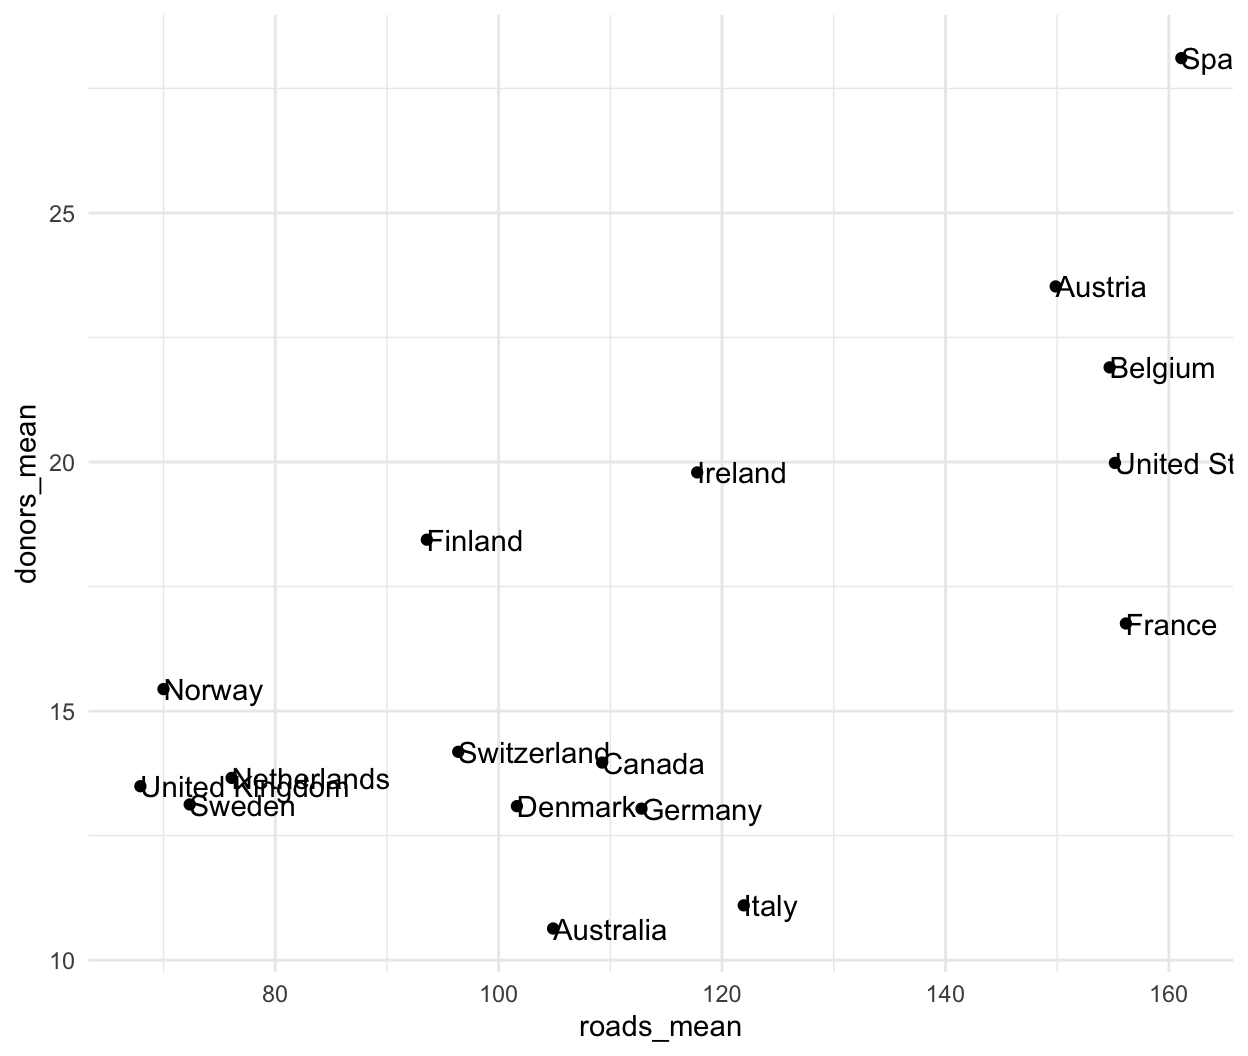 Spa
25
Austria
Belgium
20
United St
Ireland
Finland
France
Norway
15
Switzerland
Canada
Netherlands
United Kingdom
Sweden
Denmark
Germany
Italy
Australia
10
80
100
120
140
160
roads_mean
donors_mean